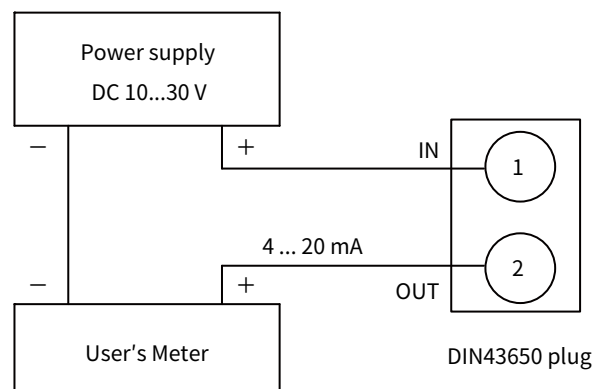 Power supply
DC 10...30 V
− + IN 1
4 ... 20 mA
− + OUT 2
User's Meter
DIN43650 plug